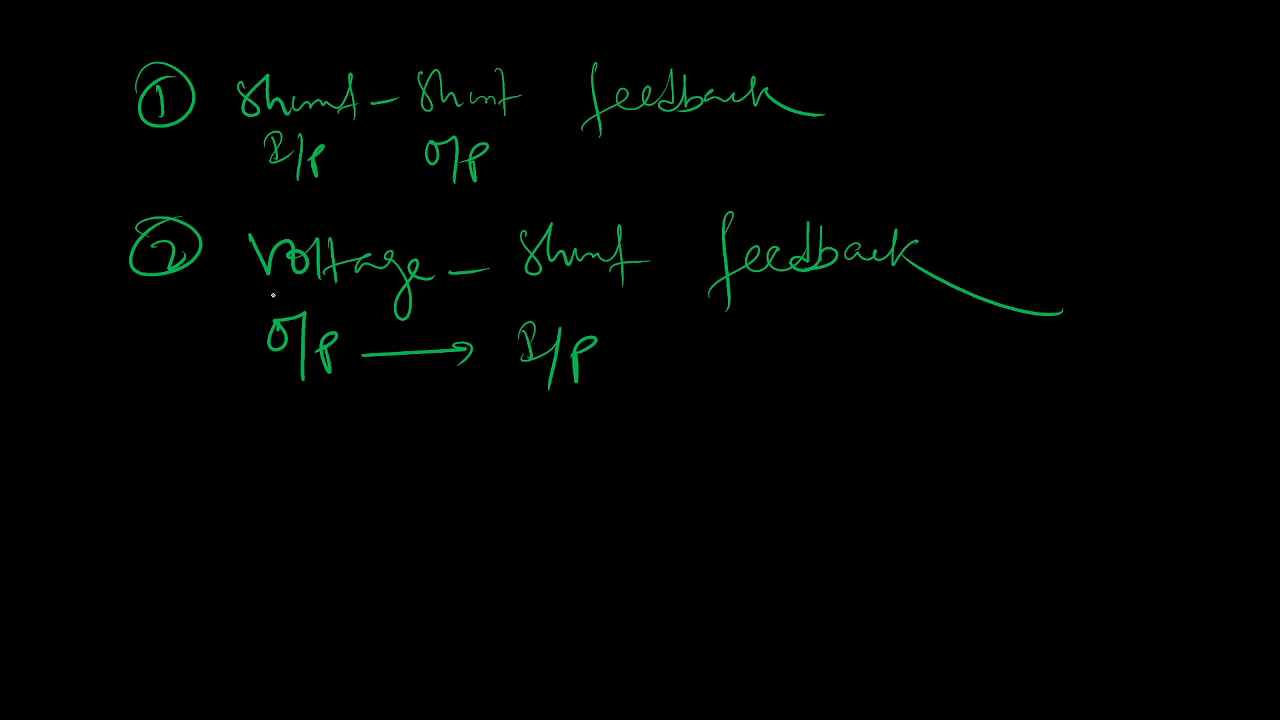 ① Shunt - Shunt feedback
I/p O/p
② Voltage - Shunt feedback
O/p → I/p